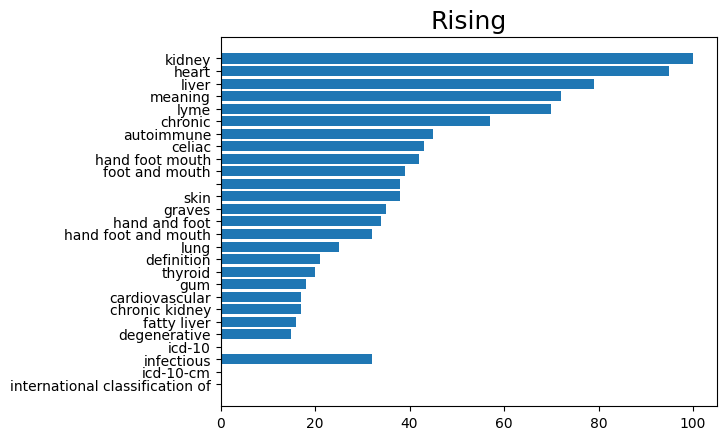 Rising
kidney
heart
liver
meaning
lyme
chronic
autoimmune
celiac
hand foot mouth
foot and mouth
skin
graves
hand and foot
hand foot and mouth
lung
definition
thyroid
gum
cardiovascular
chronic kidney
fatty liver
degenerative
icd-10
infectious
icd-10-cm
international classification of
0 20 40 60 80 100